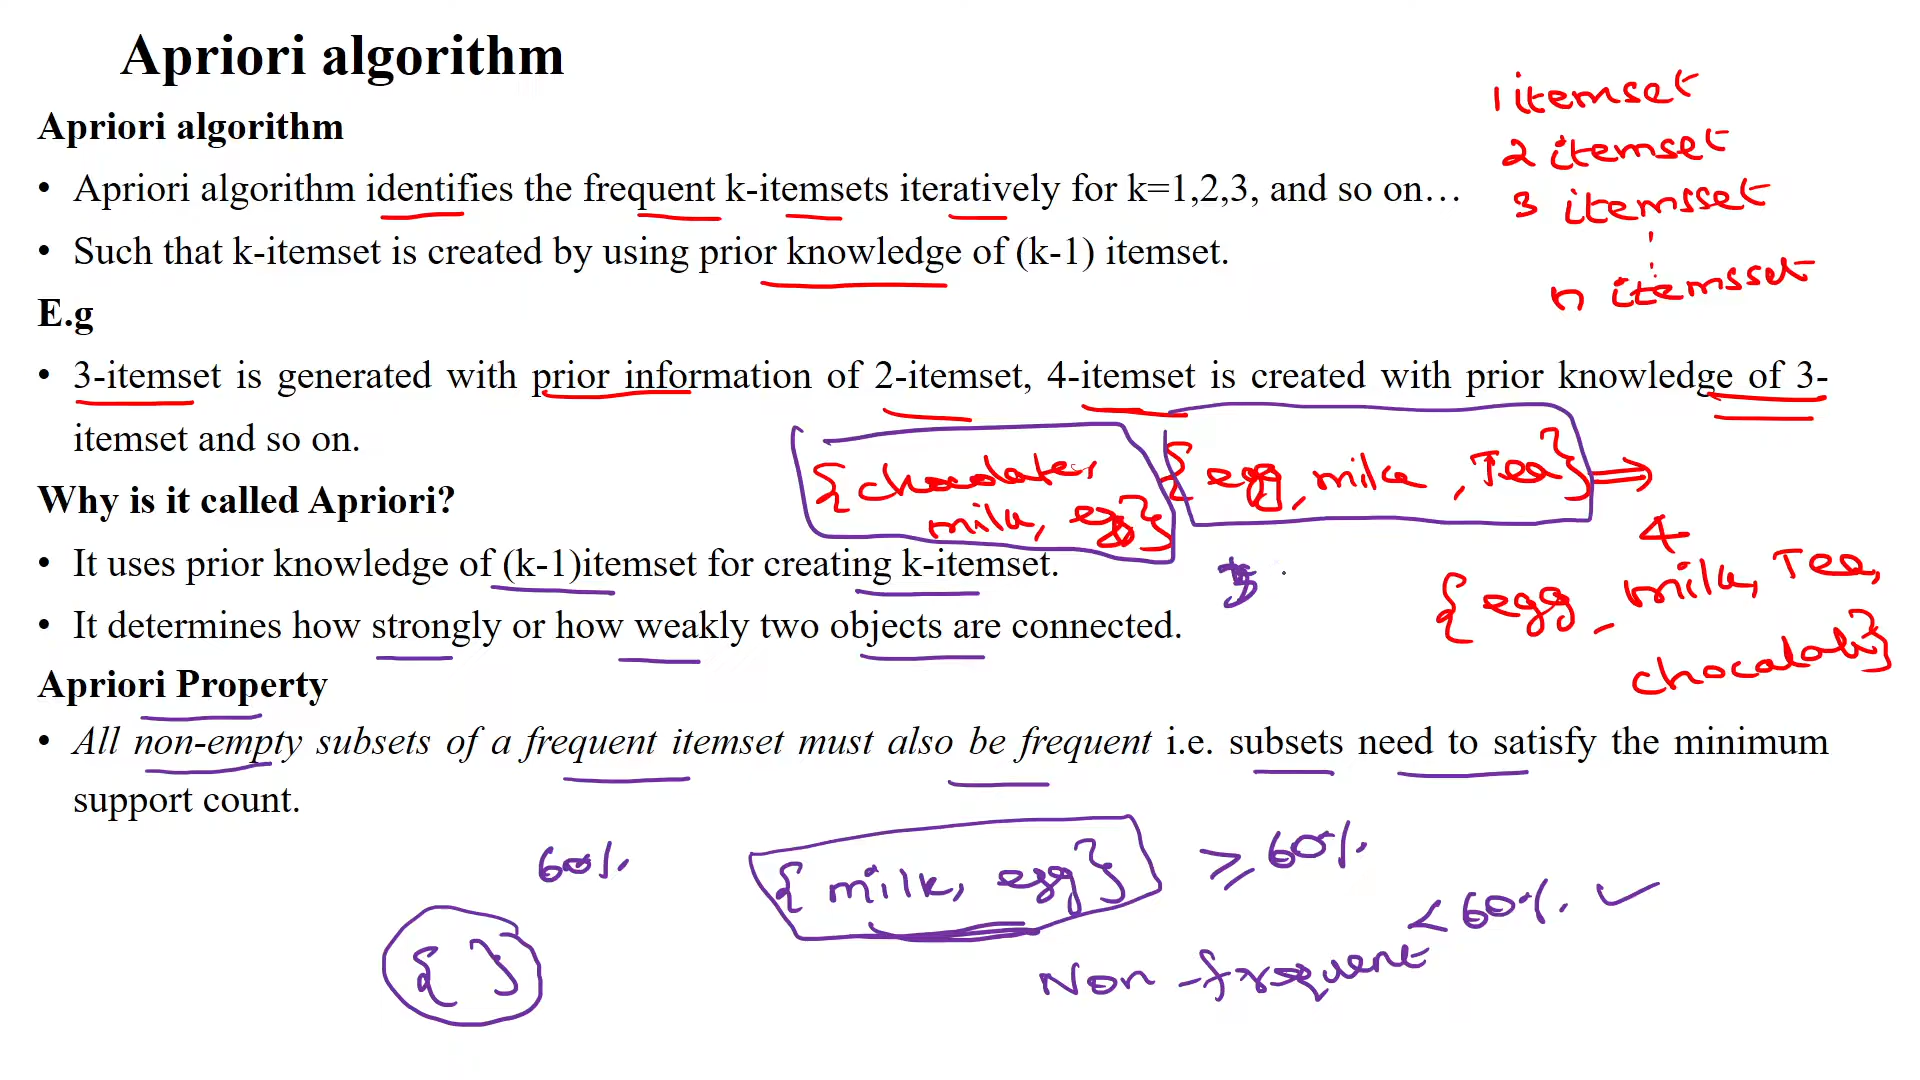 Apriori algorithm
Apriori algorithm
• Apriori algorithm identifies the frequent k-itemsets iteratively for k=1,2,3, and so on…
• Such that k-itemset is created by using prior knowledge of (k-1) itemset.
1 itemset
2 itemset
3 itemsset
n itemsset
E.g
• 3-itemset is generated with prior information of 2-itemset, 4-itemset is created with prior knowledge of 3-
itemset and so on.
{chocolate,
milk, egg}
{egg, milk, Tea} ⇒
4
{egg, milk, Tea,
chocalate}
Why is it called Apriori?
• It uses prior knowledge of (k-1)itemset for creating k-itemset.
• It determines how strongly or how weakly two objects are connected.
Apriori Property
• All non-empty subsets of a frequent itemset must also be frequent i.e. subsets need to satisfy the minimum
support count.
60%
{milk, egg} ≥ 60%
< 60% ✓
{ }
Non-frequent